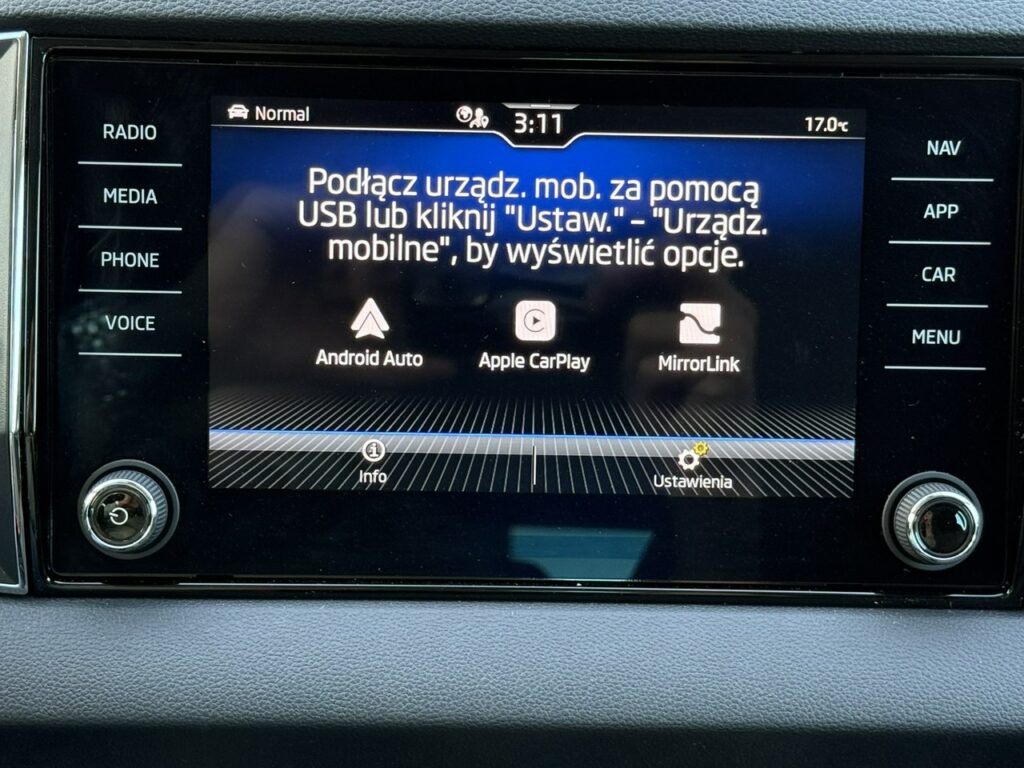 Normal
3:11
17.0°C
RADIO
MEDIA
PHONE
VOICE
Podłącz urządz. mob. za pomocą
USB lub kliknij "Ustaw." - "Urządz.
mobilne", by wyświetlić opcje.
Android Auto
Apple CarPlay
MirrorLink
Info
Ustawienia
NAV
APP
CAR
MENU